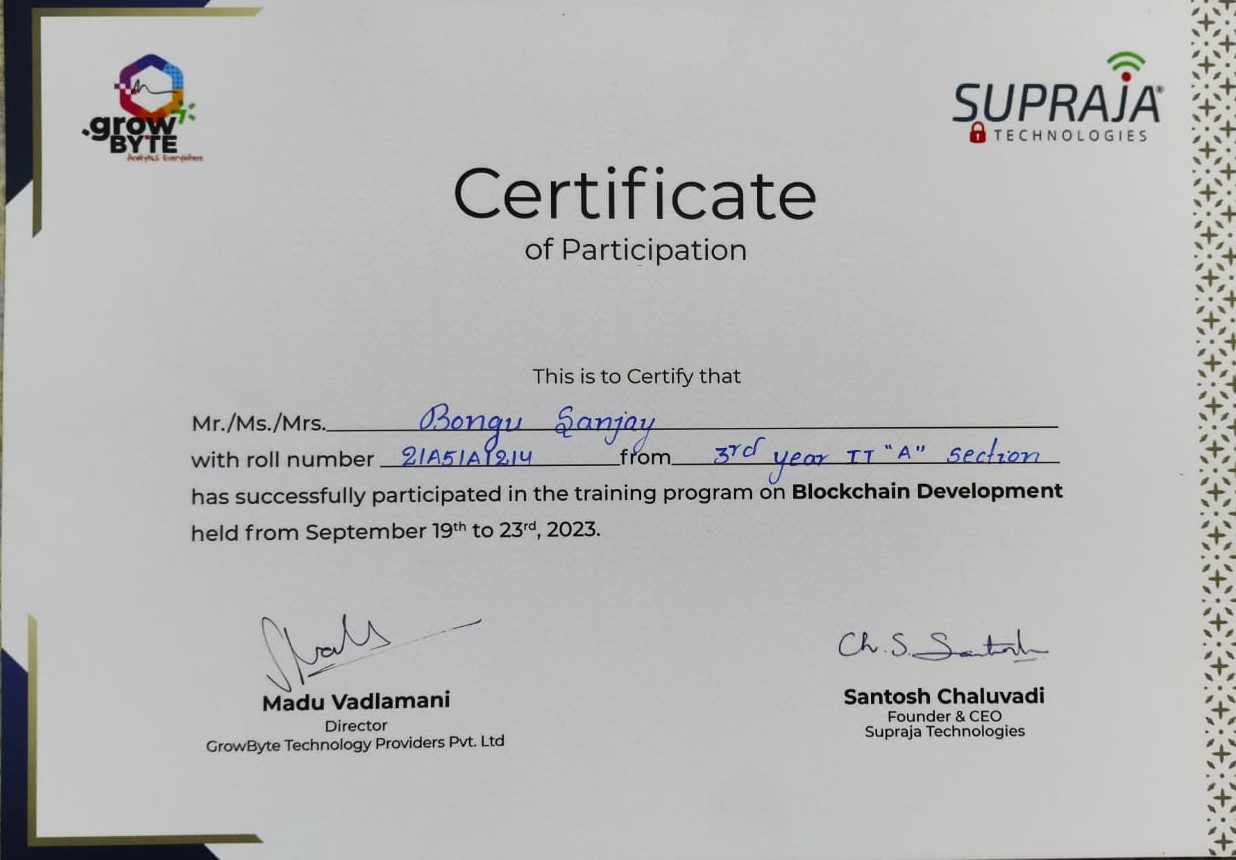 .grow
BYTE
Analytics Everywhere
SUPRAJA®
TECHNOLOGIES
Certificate
of Participation
This is to Certify that
Mr./Ms./Mrs. Bongu Sanjay
with roll number 21A51A1214 from 3rd year IT "A" section
has successfully participated in the training program on Blockchain Development
held from September 19th to 23rd, 2023.
Ch. S. Santosh
Madu Vadlamani
Director
GrowByte Technology Providers Pvt. Ltd
Santosh Chaluvadi
Founder & CEO
Supraja Technologies